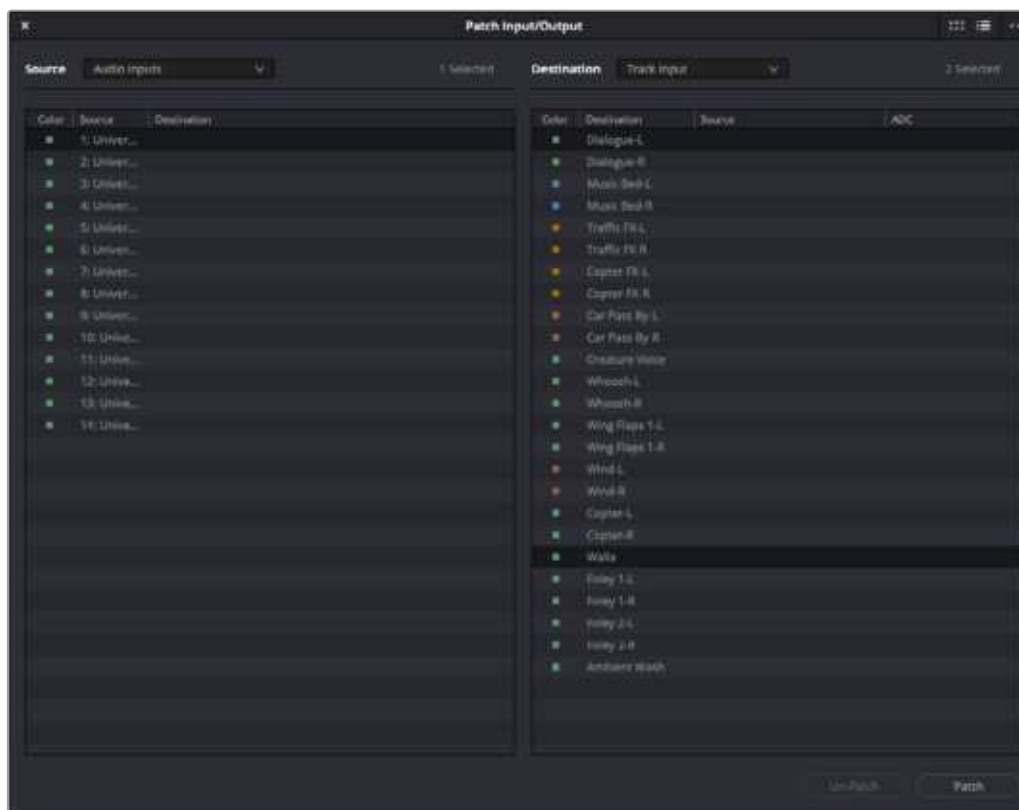 Patch Input/Output
Source Audio Inputs 1 Selected
Destination Track Input 2 Selected
Color Source Destination
1: Univer...
2: Univer...
3: Univer...
4: Univer...
5: Univer...
6: Univer...
7: Univer...
8: Univer...
9: Univer...
10: Unive...
11: Unive...
12: Unive...
13: Unive...
14: Unive...
Color Destination Source ADC
Dialogue-L
Dialogue-R
Music Bed-L
Music Bed-R
Traffic FX-L
Traffic FX-R
Copter FX-L
Copter FX-R
Car Pass By-L
Car Pass By-R
Creature Voice
Whoosh-L
Whoosh-R
Wing Flaps 1-L
Wing Flaps 1-R
Wind-L
Wind-R
Copter-L
Copter-R
Walla
Foley 1-L
Foley 1-R
Foley 2-L
Foley 2-R
Ambient Wash
Un-Patch Patch